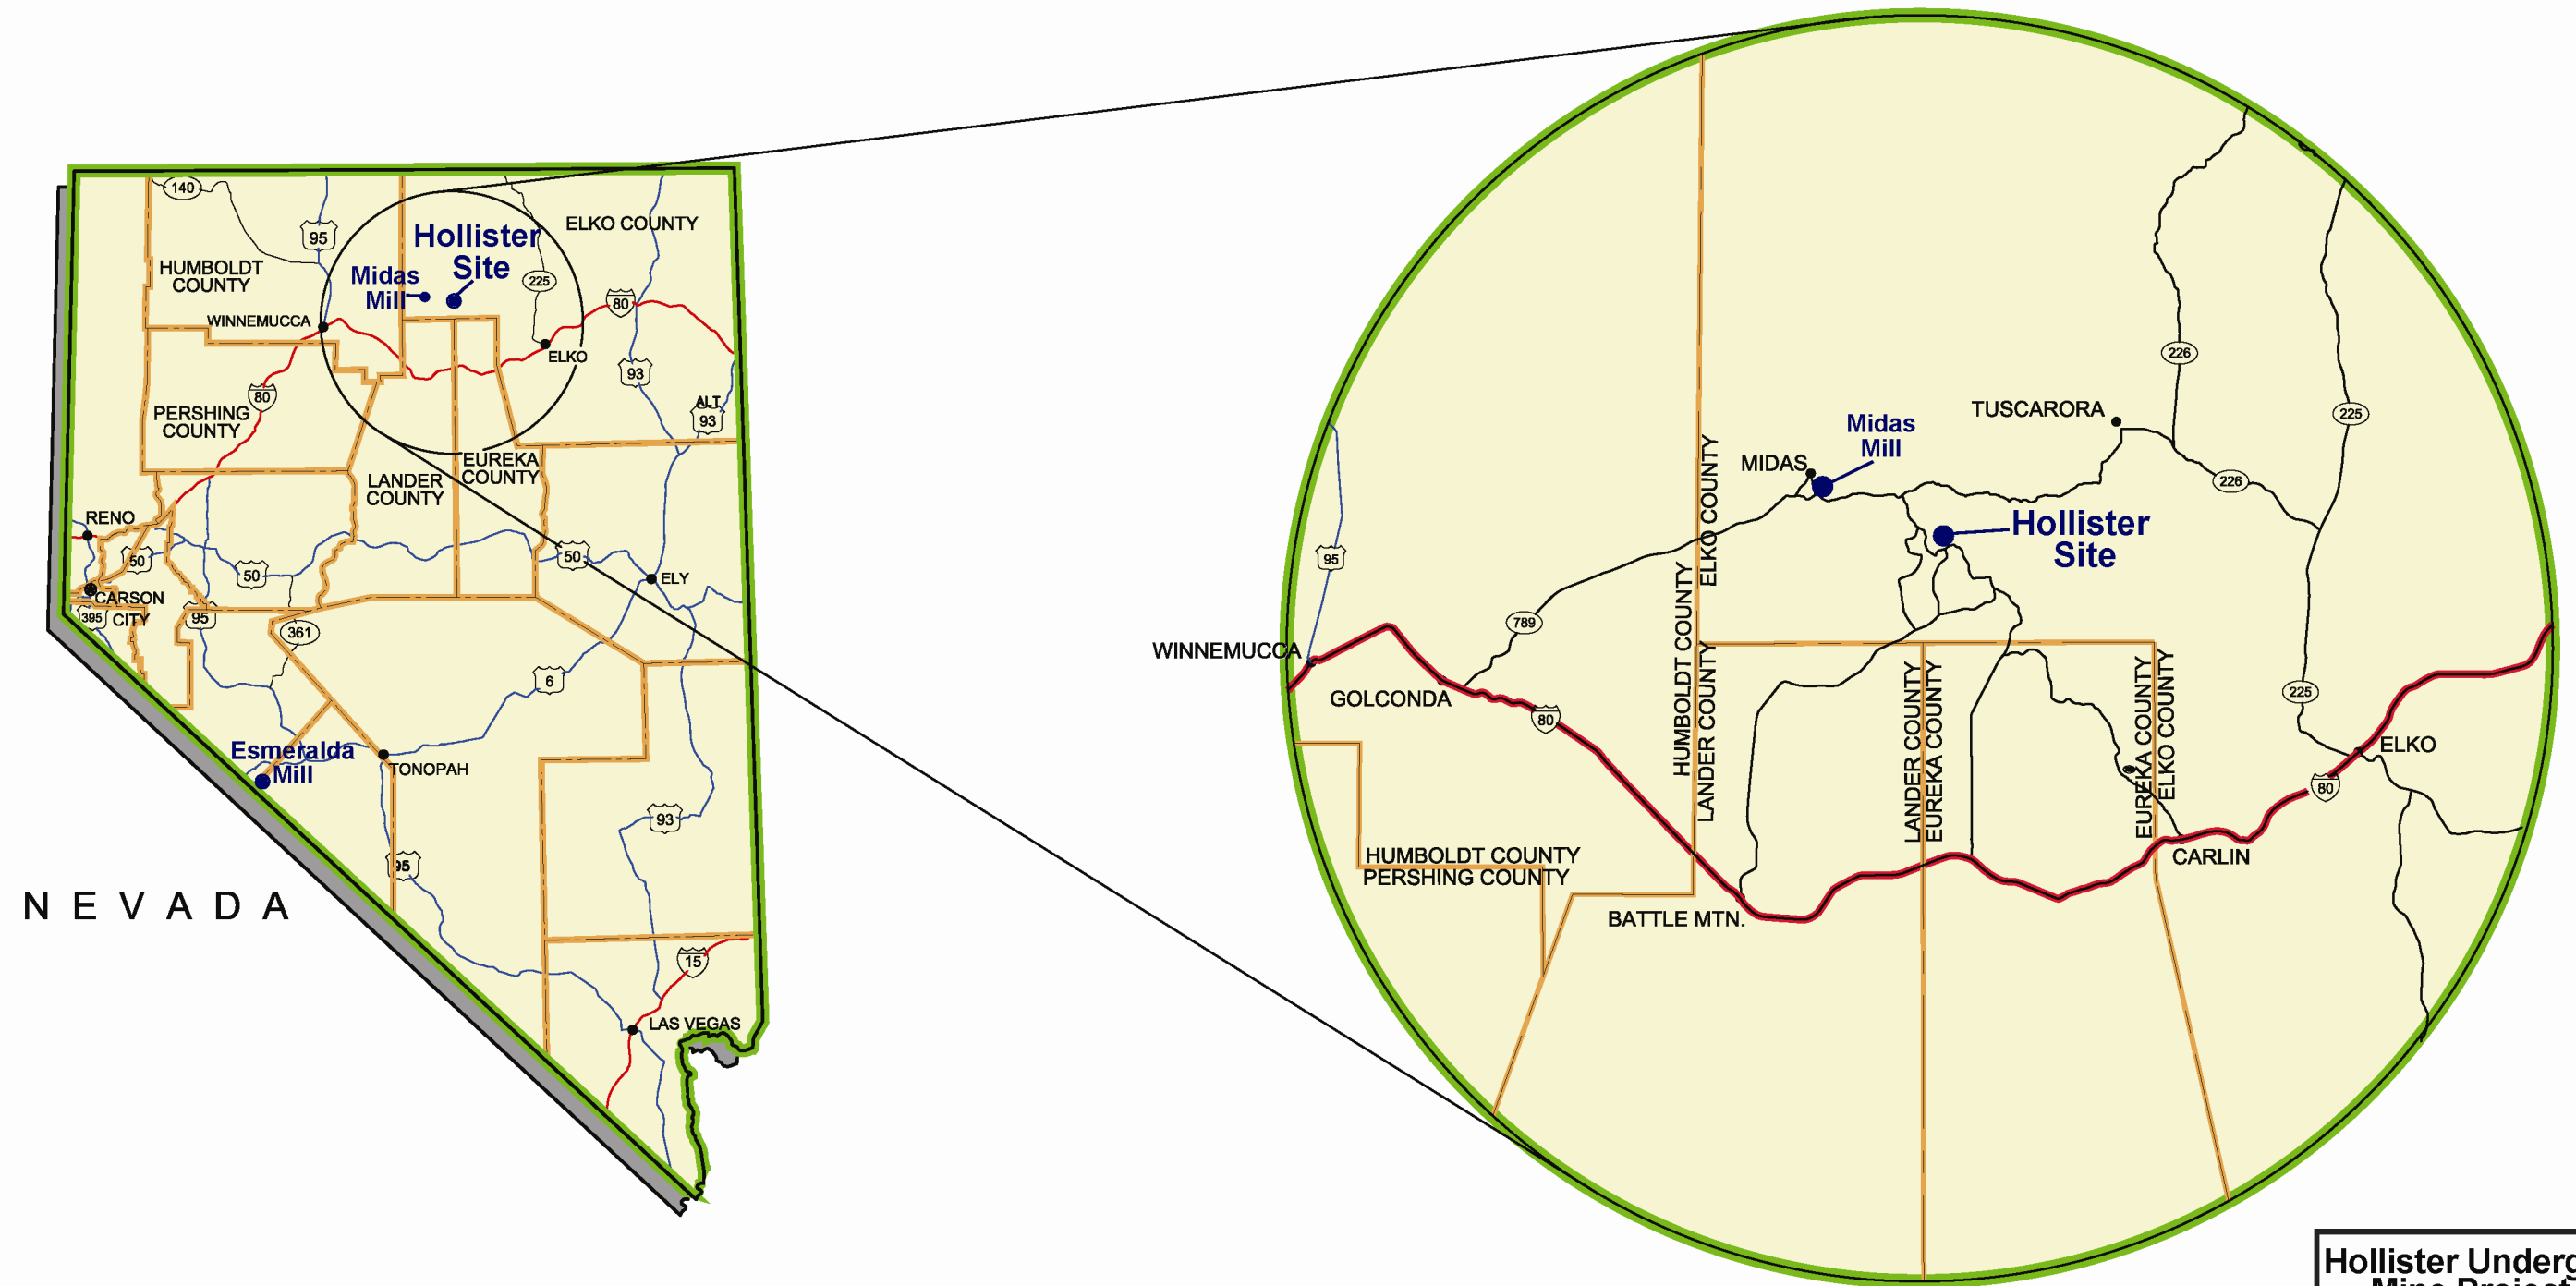 140
95
HUMBOLDT
COUNTY
Hollister
Site
Midas
Mill
ELKO COUNTY
225
80
WINNEMUCCA
ELKO
93
ALT.
93
80
PERSHING
COUNTY
LANDER
COUNTY
EUREKA
COUNTY
RENO
50
50
50
ELY
CARSON
CITY
395
95
361
6
Esmeralda
Mill
TONOPAH
93
95
NEVADA
15
LAS VEGAS
226
225
TUSCARORA
Midas
Mill
MIDAS
226
Hollister
Site
95
ELKO COUNTY
HUMBOLDT COUNTY
789
WINNEMUCCA
GOLCONDA
80
LANDER COUNTY
LANDER COUNTY
EUREKA COUNTY
EUREKA COUNTY
ELKO COUNTY
225
ELKO
80
HUMBOLDT COUNTY
PERSHING COUNTY
CARLIN
BATTLE MTN.
Hollister